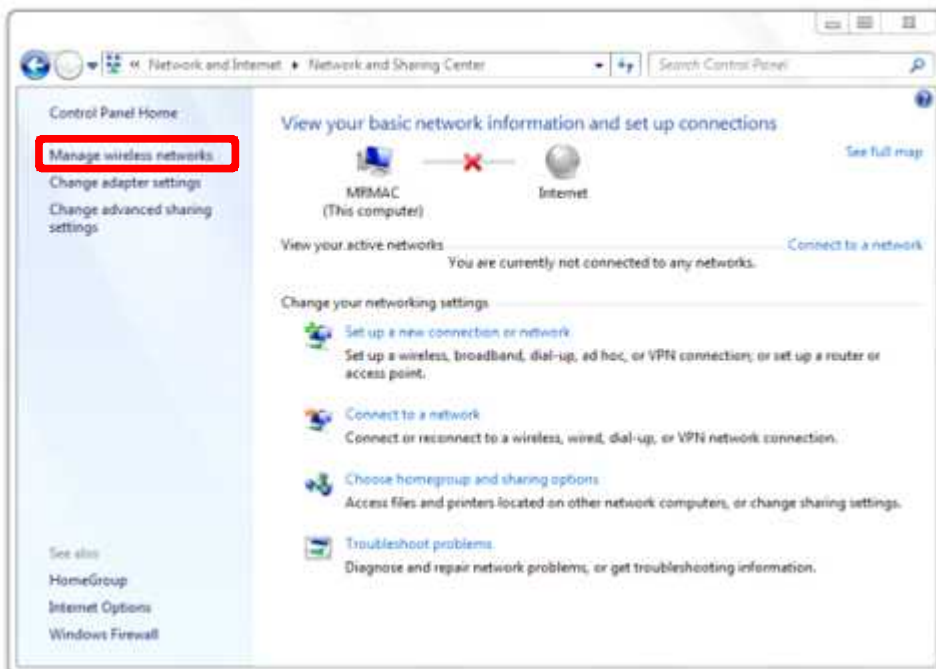 « Network and Internet ▸ Network and Sharing Center
Search Control Panel
Control Panel Home
Manage wireless networks
Change adapter settings
Change advanced sharing
settings
See also
HomeGroup
Internet Options
Windows Firewall
View your basic network information and set up connections
See full map
MRMAC
(This computer)
Internet
View your active networks
Connect to a network
You are currently not connected to any networks.
Change your networking settings
Set up a new connection or network
Set up a wireless, broadband, dial-up, ad hoc, or VPN connection; or set up a router or
access point.
Connect to a network
Connect or reconnect to a wireless, wired, dial-up, or VPN network connection.
Choose homegroup and sharing options
Access files and printers located on other network computers, or change sharing settings.
Troubleshoot problems
Diagnose and repair network problems, or get troubleshooting information.